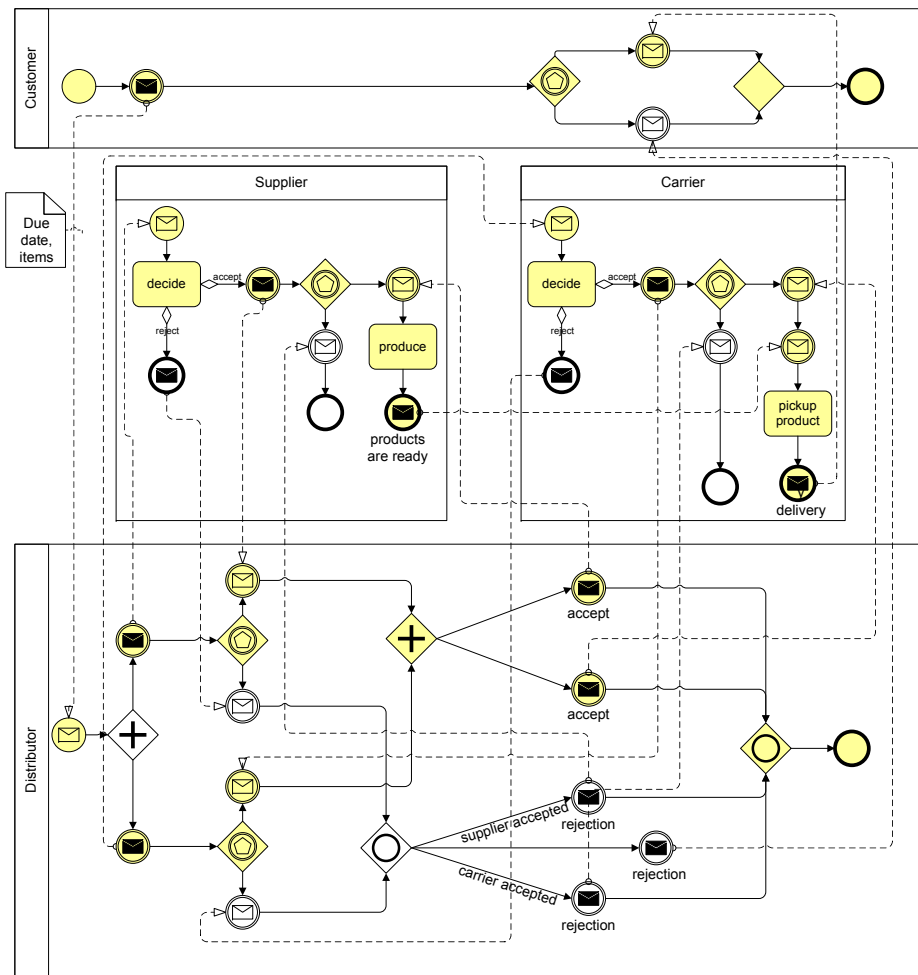 Customer
Supplier
Carrier
Due
date,
items
decide
accept
reject
produce
products
are ready
decide
accept
reject
pickup
product
delivery
Distributor
accept
accept
supplier accepted
rejection
rejection
carrier accepted
rejection